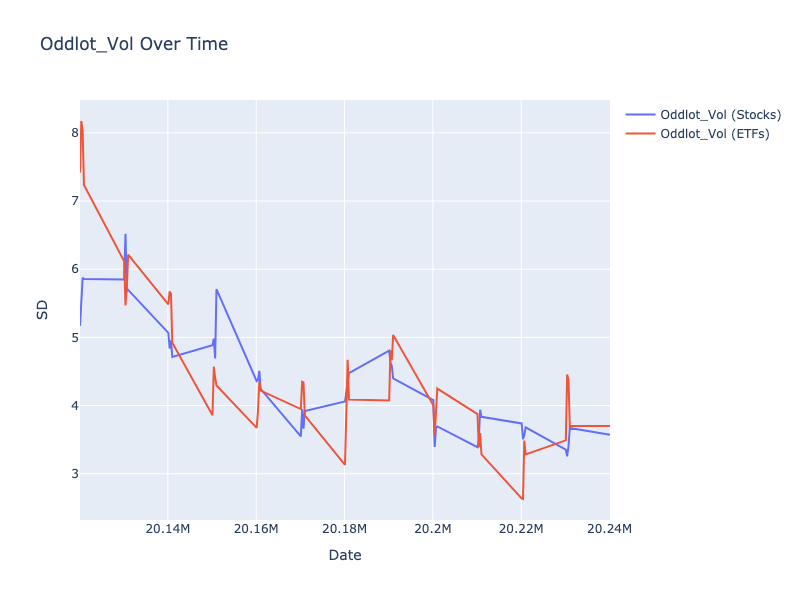 Oddlot_Vol Over Time
Oddlot_Vol (Stocks)
Oddlot_Vol (ETFs)
8
7
6
5
4
3
SD
20.14M
20.16M
20.18M
20.2M
20.22M
20.24M
Date